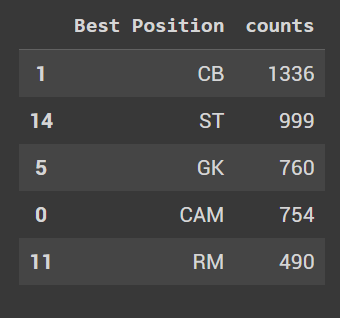 Best Position counts
1 CB 1336
14 ST 999
5 GK 760
0 CAM 754
11 RM 490